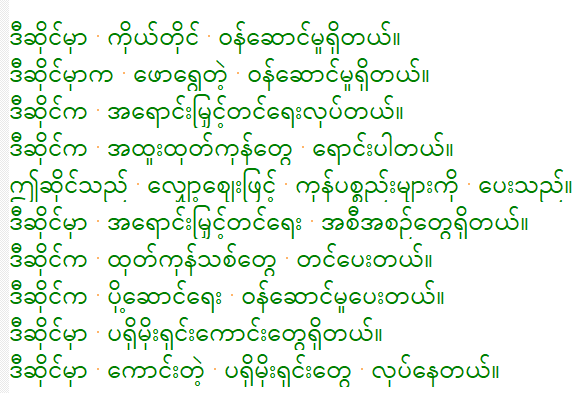 ဒီဆိုင်မှာ ကိုယ်တိုင် ဝန်ဆောင်မှုရှိတယ်။
ဒီဆိုင်မှာက ဖောရွေတဲ့ ဝန်ဆောင်မှုရှိတယ်။
ဒီဆိုင်က အရောင်းမြှင့်တင်ရေးလုပ်တယ်။
ဒီဆိုင်က အထူးထုတ်ကုန်တွေ ရောင်းပါတယ်။
ဤဆိုင်သည် လျှော့ဈေးဖြင့် ကုန်ပစ္စည်းများကို ပေးသည်။
ဒီဆိုင်မှာ အရောင်းမြှင့်တင်ရေး အစီအစဉ်တွေရှိတယ်။
ဒီဆိုင်က ထုတ်ကုန်သစ်တွေ တင်ပေးတယ်။
ဒီဆိုင်က ပို့ဆောင်ရေး ဝန်ဆောင်မှုပေးတယ်။
ဒီဆိုင်မှာ ပရိုမိုးရှင်းကောင်းတွေရှိတယ်။
ဒီဆိုင်မှာ ကောင်းတဲ့ ပရိုမိုးရှင်းတွေ လုပ်နေတယ်။